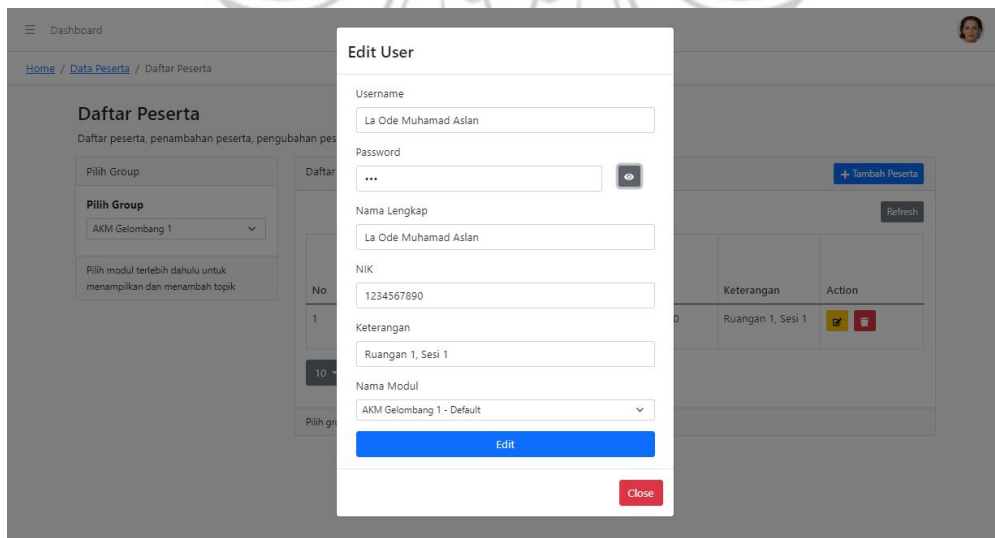 Dashboard
Home / Data Peserta / Daftar Peserta
Daftar Peserta
Daftar peserta, penambahan peserta, pengubahan pes
Pilih Group
Pilih Group
AKM Gelombang 1
Pilih modul terlebih dahulu untuk
menampilkan dan menambah topik
Daftar
+ Tambah Peserta
Refresh
No
Keterangan
Action
1
0
Ruangan 1, Sesi 1
10
Pilih gr
Edit User
Username
La Ode Muhamad Aslan
Password
•••
Nama Lengkap
La Ode Muhamad Aslan
NIK
1234567890
Keterangan
Ruangan 1, Sesi 1
Nama Modul
AKM Gelombang 1 - Default
Edit
Close